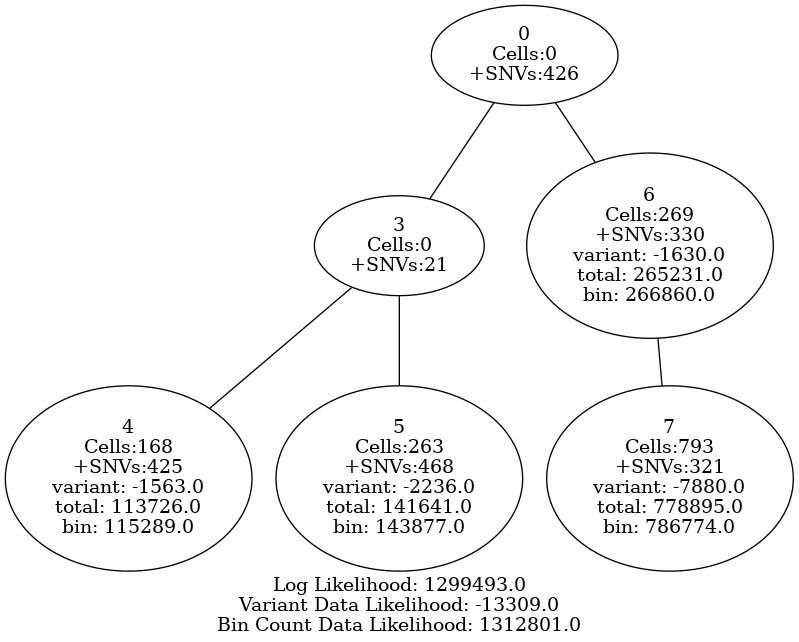 0
Cells:0
+SNVs:426
3
Cells:0
+SNVs:21
6
Cells:269
+SNVs:330
variant: -1630.0
total: 265231.0
bin: 266860.0
4
Cells:168
+SNVs:425
variant: -1563.0
total: 113726.0
bin: 115289.0
5
Cells:263
+SNVs:468
variant: -2236.0
total: 141641.0
bin: 143877.0
7
Cells:793
+SNVs:321
variant: -7880.0
total: 778895.0
bin: 786774.0
Log Likelihood: 1299493.0
Variant Data Likelihood: -13309.0
Bin Count Data Likelihood: 1312801.0